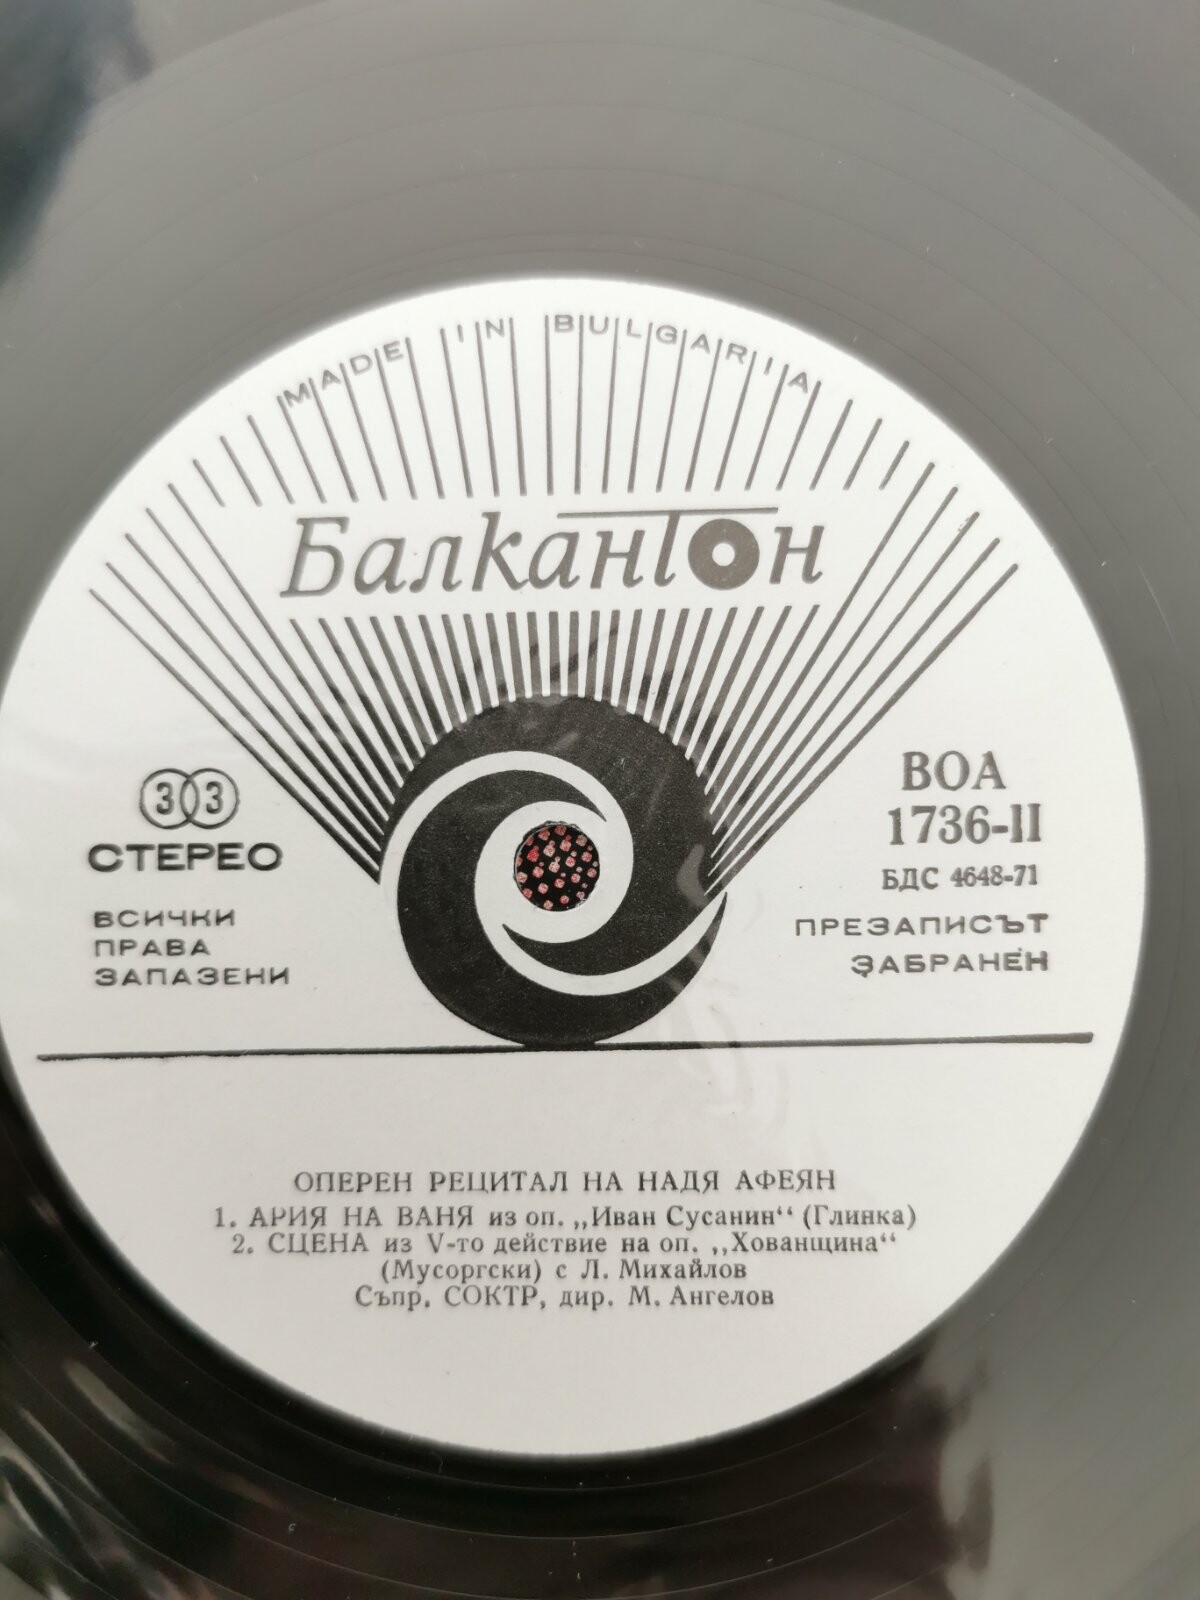 MADE IN BULGARIA
Балкантон
33
СТЕРЕО
ВСИЧКИ
ПРАВА
ЗАПАЗЕНИ
ВОА
1736-II
БДС 4648-71
ПРЕЗАПИСЪТ
ЗАБРАНЕН
ОПЕРЕН РЕЦИТАЛ НА НАДЯ АФЕЯН
1. АРИЯ НА ВАНЯ из оп. „Иван Сусанин“ (Глинка)
2. СЦЕНА из V-то действие на оп. „Хованщина“
(Мусоргски) с Л. Михайлов
Съпр. СОКТР, дир. М. Ангелов